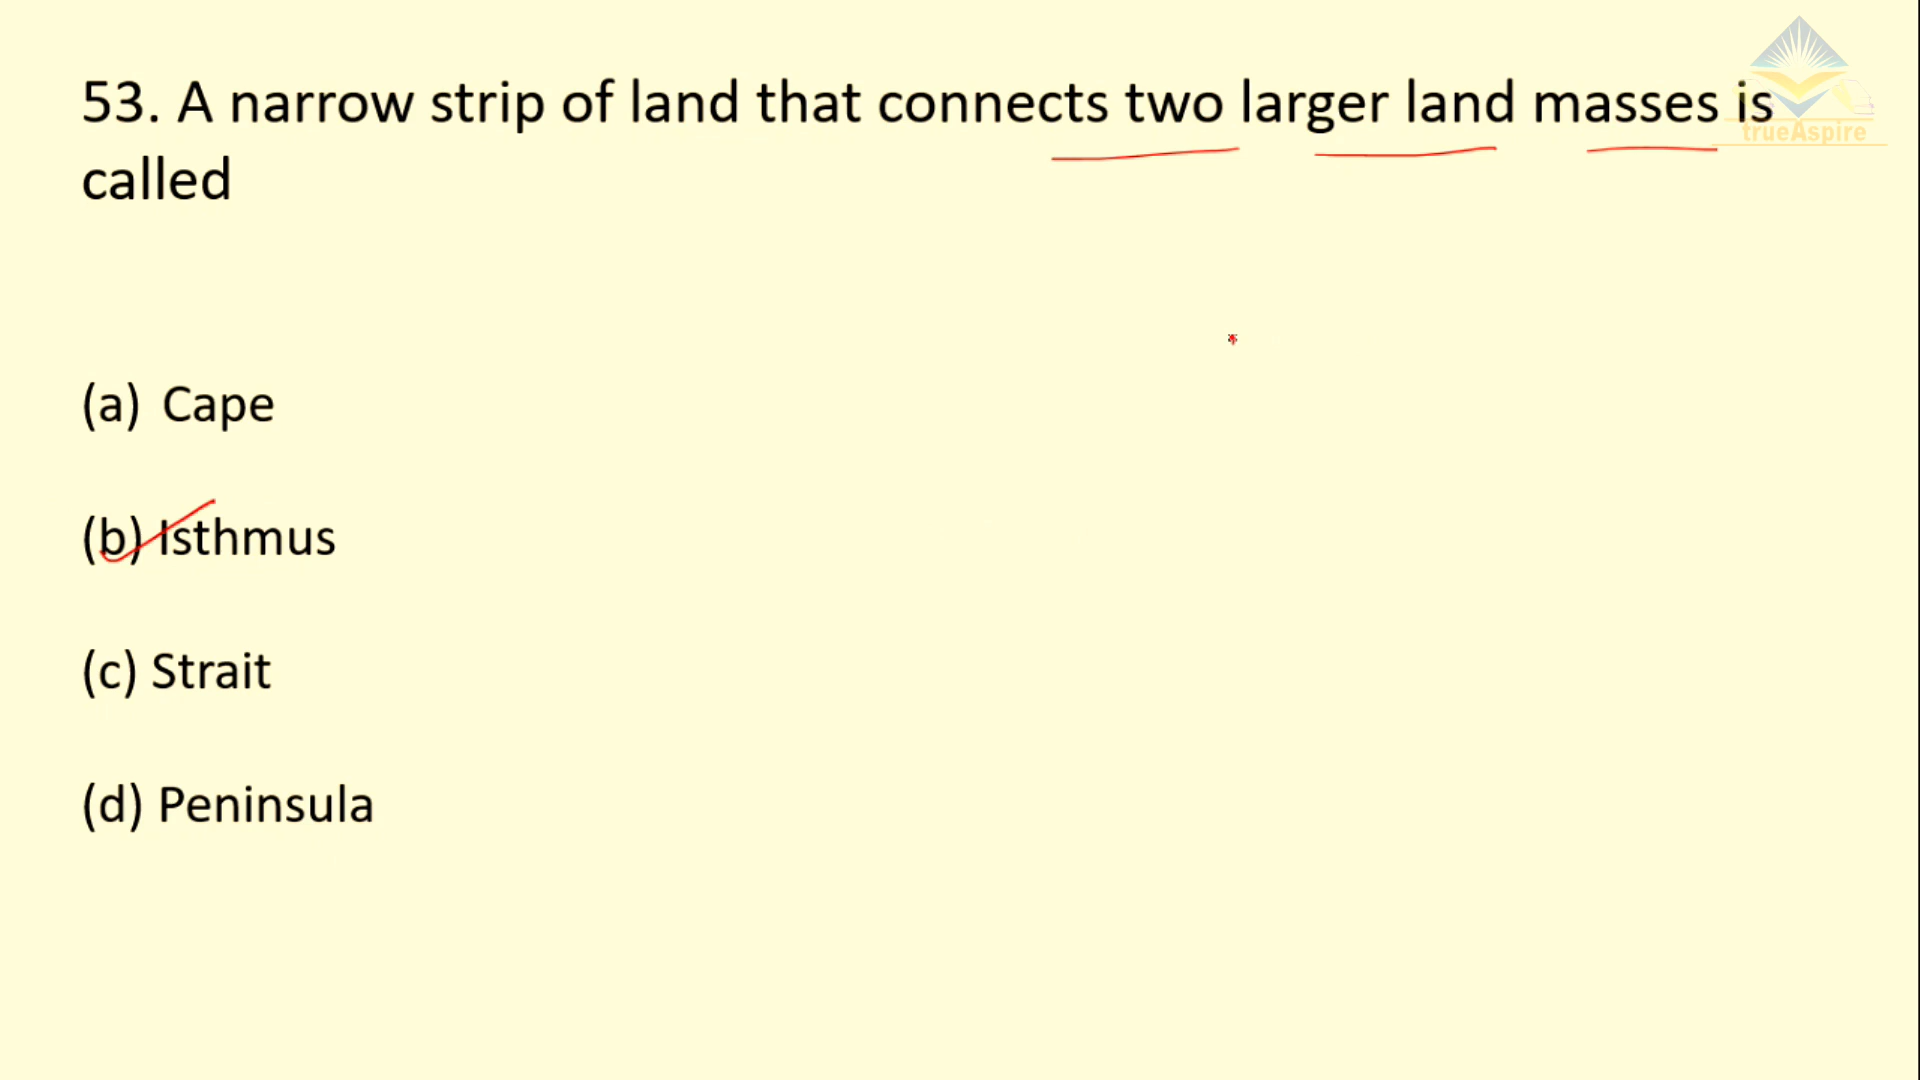 53. A narrow strip of land that connects two larger land masses is
called
trueAspire
(a) Cape
(b) Isthmus
(c) Strait
(d) Peninsula